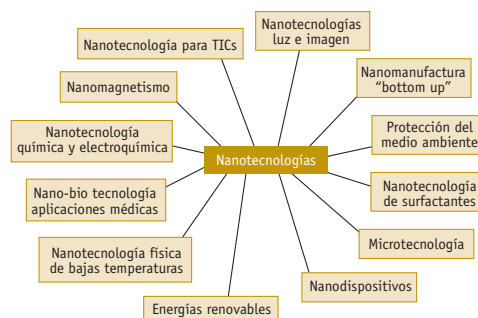 Nanotecnologías
luz e imagen
Nanotecnología para TICs
Nanomagnetismo
Nanomanufactura
“bottom up”
Nanotecnología
química y electroquímica
Protección del
medio ambiente
Nanotecnologías
Nano-bio tecnología
aplicaciones médicas
Nanotecnología
de surfactantes
Nanotecnología física
de bajas temperaturas
Microtecnología
Nanodispositivos
Energías renovables